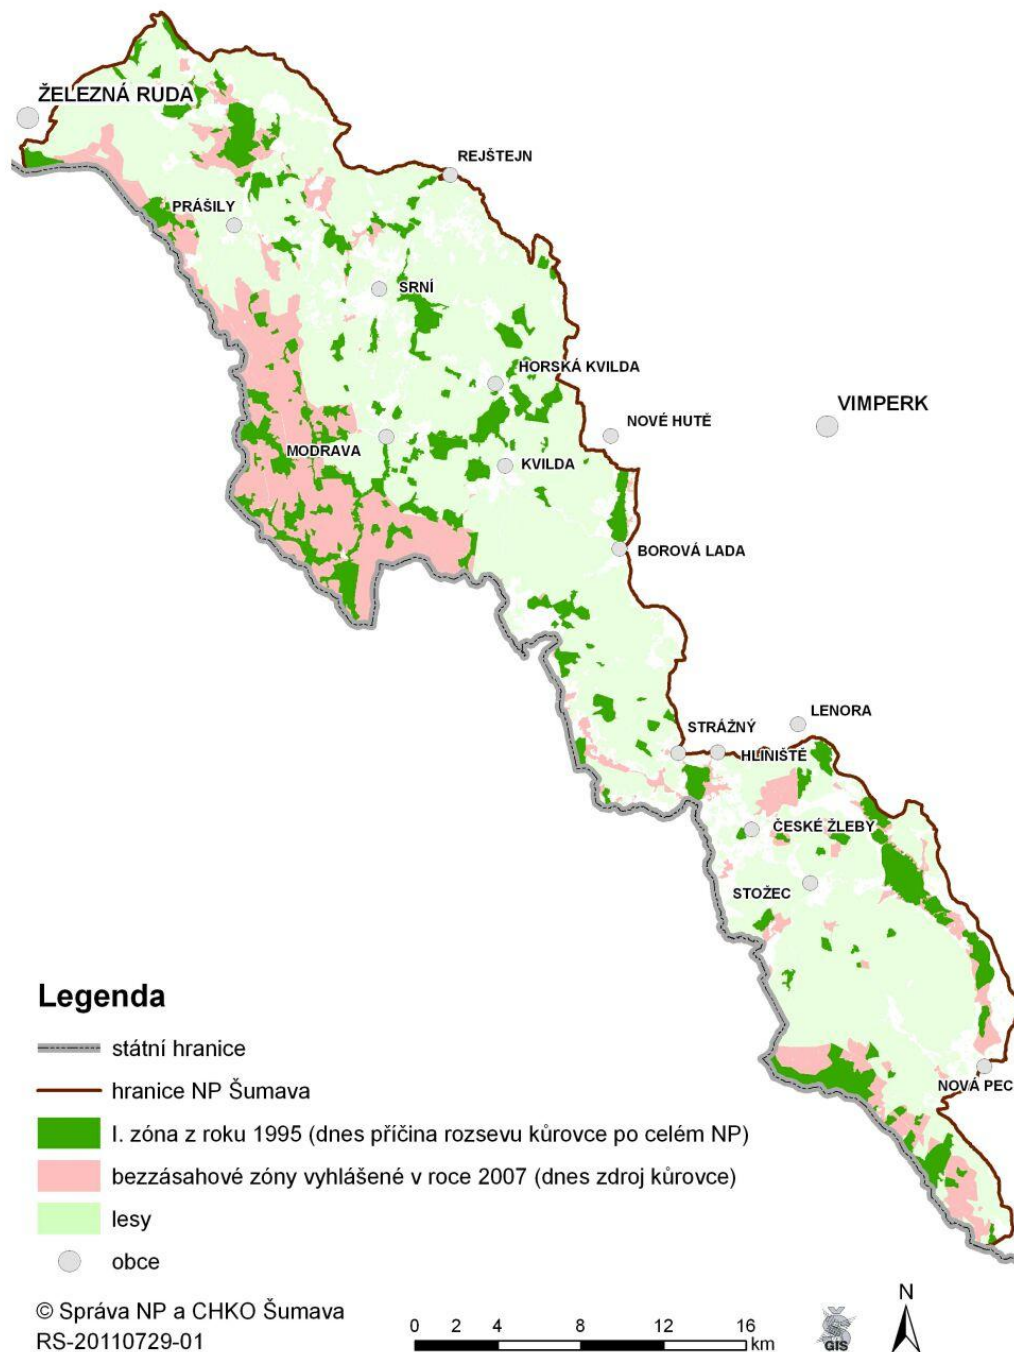 ŽELEZNÁ RUDA
REJŠTEJN
PRÁŠILY
SRNÍ
HORSKÁ KVILDA
VIMPERK
NOVÉ HUTĚ
MODRAVA
KVILDA
BOROVÁ LADA
LENORA
STRÁŽNÝ
HLINIŠTĚ
ČESKÉ ŽLEBY
STOŽEC
NOVÁ PEC
Legenda
státní hranice
hranice NP Šumava
I. zóna z roku 1995 (dnes příčina rozsevu kůrovce po celém NP)
bezzásahové zóny vyhlášené v roce 2007 (dnes zdroj kůrovce)
lesy
obce
© Správa NP a CHKO Šumava
RS-20110729-01
0 2 4 8 12 16
km
GIS
N